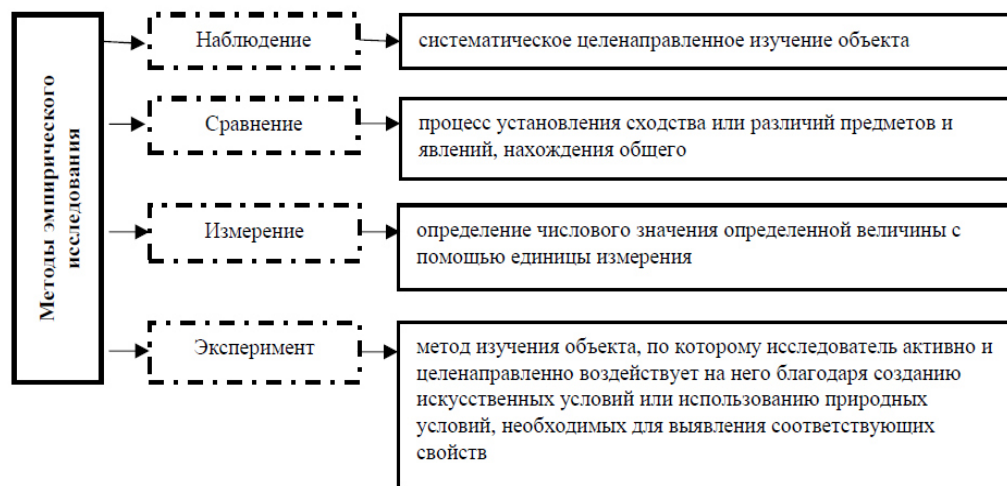 Методы эмпирического
исследования
Наблюдение
систематическое целенаправленное изучение объекта
Сравнение
процесс установления сходства или различий предметов и
явлений, нахождения общего
Измерение
определение числового значения определенной величины с
помощью единицы измерения
Эксперимент
метод изучения объекта, по которому исследователь активно и
целенаправленно воздействует на него благодаря созданию
искусственных условий или использованию природных
условий, необходимых для выявления соответствующих
свойств